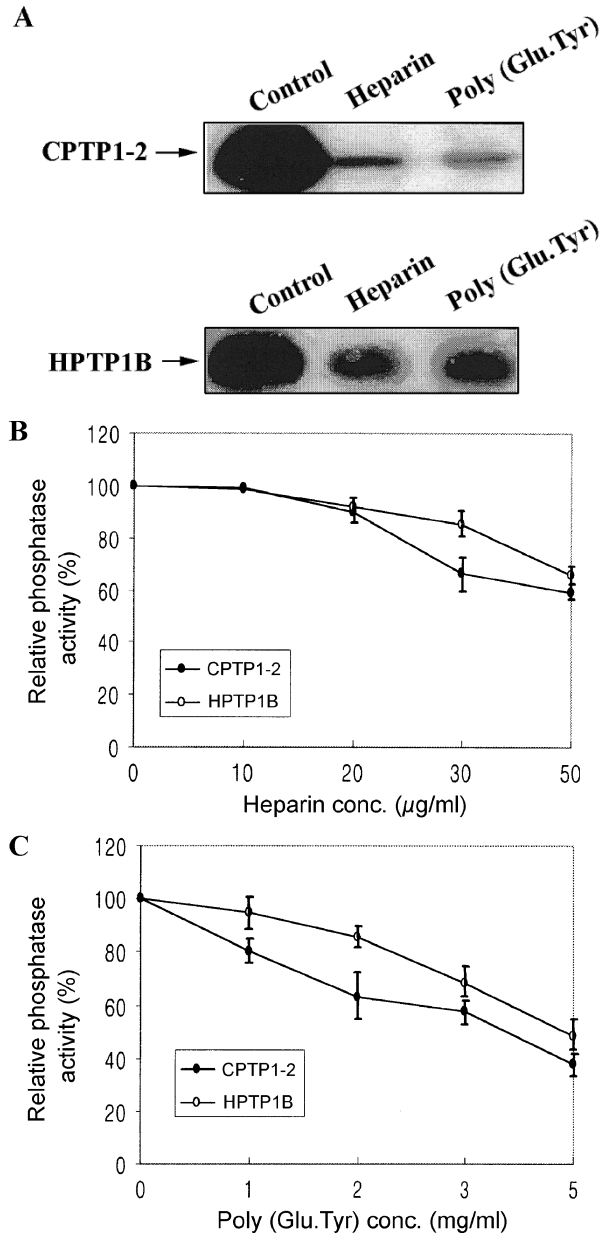 A
Control Heparin Poly (Glu.Tyr)
CPTP1-2
Control Heparin Poly (Glu.Tyr)
HPTP1B
B
120
100
80
60
40
20
0
Relative phosphatase
activity (%)
CPTP1-2
HPTP1B
0 10 20 30 50
Heparin conc. (µg/ml)
C
120
100
80
60
40
20
0
Relative phosphatase
activity (%)
CPTP1-2
HPTP1B
0 1 2 3 5
Poly (Glu.Tyr) conc. (mg/ml)